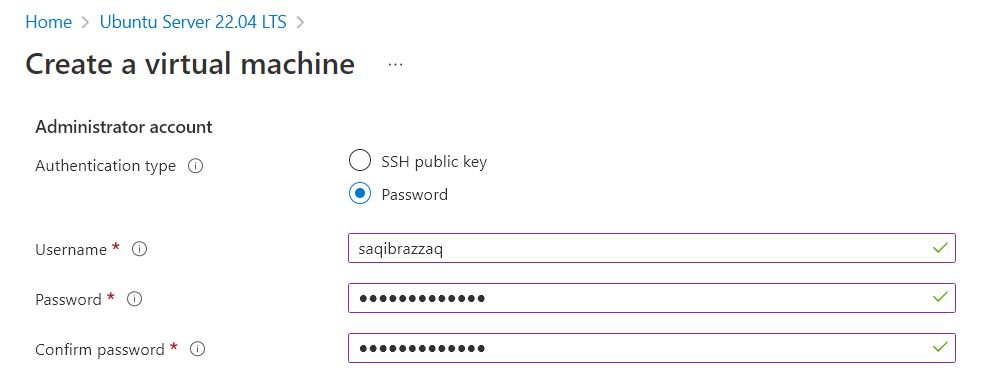 Home > Ubuntu Server 22.04 LTS >
Create a virtual machine ...
Administrator account
Authentication type
SSH public key
Password
Username * saqibrazzaq
Password * •••••••••••••
Confirm password * •••••••••••••